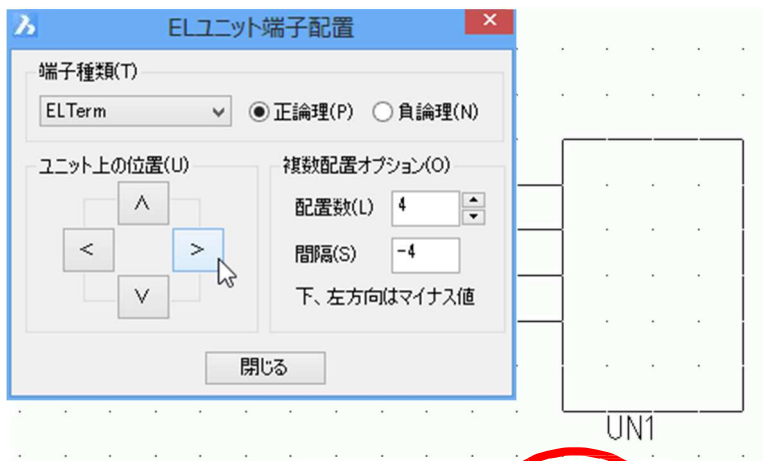 ELユニット端子配置
端子種類(T)
ELTerm 正論理(P) 負論理(N)
ユニット上の位置(U) 複数配置オプション(O)
配置数(L) 4
間隔(S) -4
下、左方向はマイナス値
閉じる
UN1